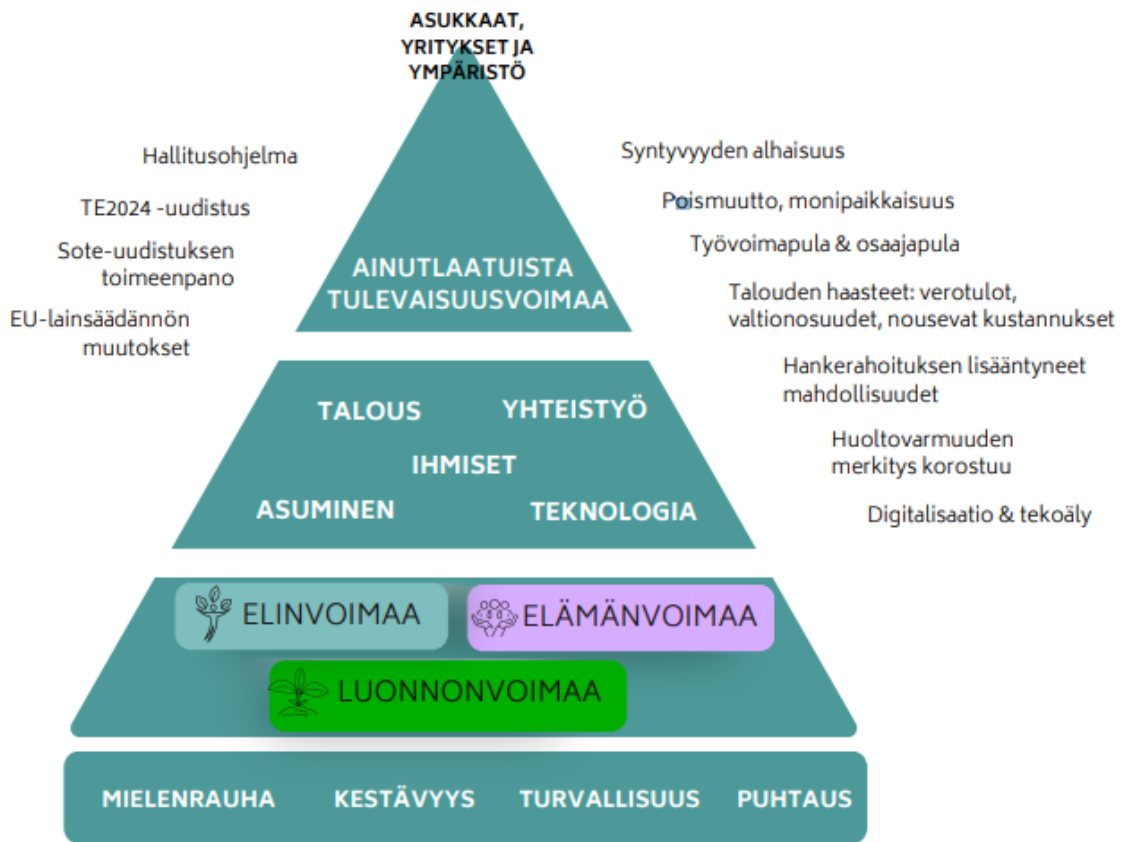 ASUKKAAT,
YRITYKSET JA
YMPÄRISTÖ
Hallitusohjelma
TE2024 -uudistus
Sote-uudistuksen
toimeenpano
EU-lainsäädännön
muutokset
Syntyvyyden alhaisuus
Poismuutto, monipaikkaisuus
Työvoimapula & osaajapula
Talouden haasteet: verotulot,
valtionosuudet, nousevat kustannukset
Hankerahoituksen lisääntyneet
mahdollisuudet
Huoltovarmuuden
merkitys korostuu
Digitalisaatio & tekoäly
AINUTLAATUISTA
TULEVAISUUSVOIMAA
TALOUS
YHTEISTYÖ
IHMISET
ASUMINEN
TEKNOLOGIA
ELINVOIMAA
ELÄMÄNVOIMAA
LUONNONVOIMAA
MIELENRAUHA
KESTÄVYYS
TURVALLISUUS
PUHTAUS